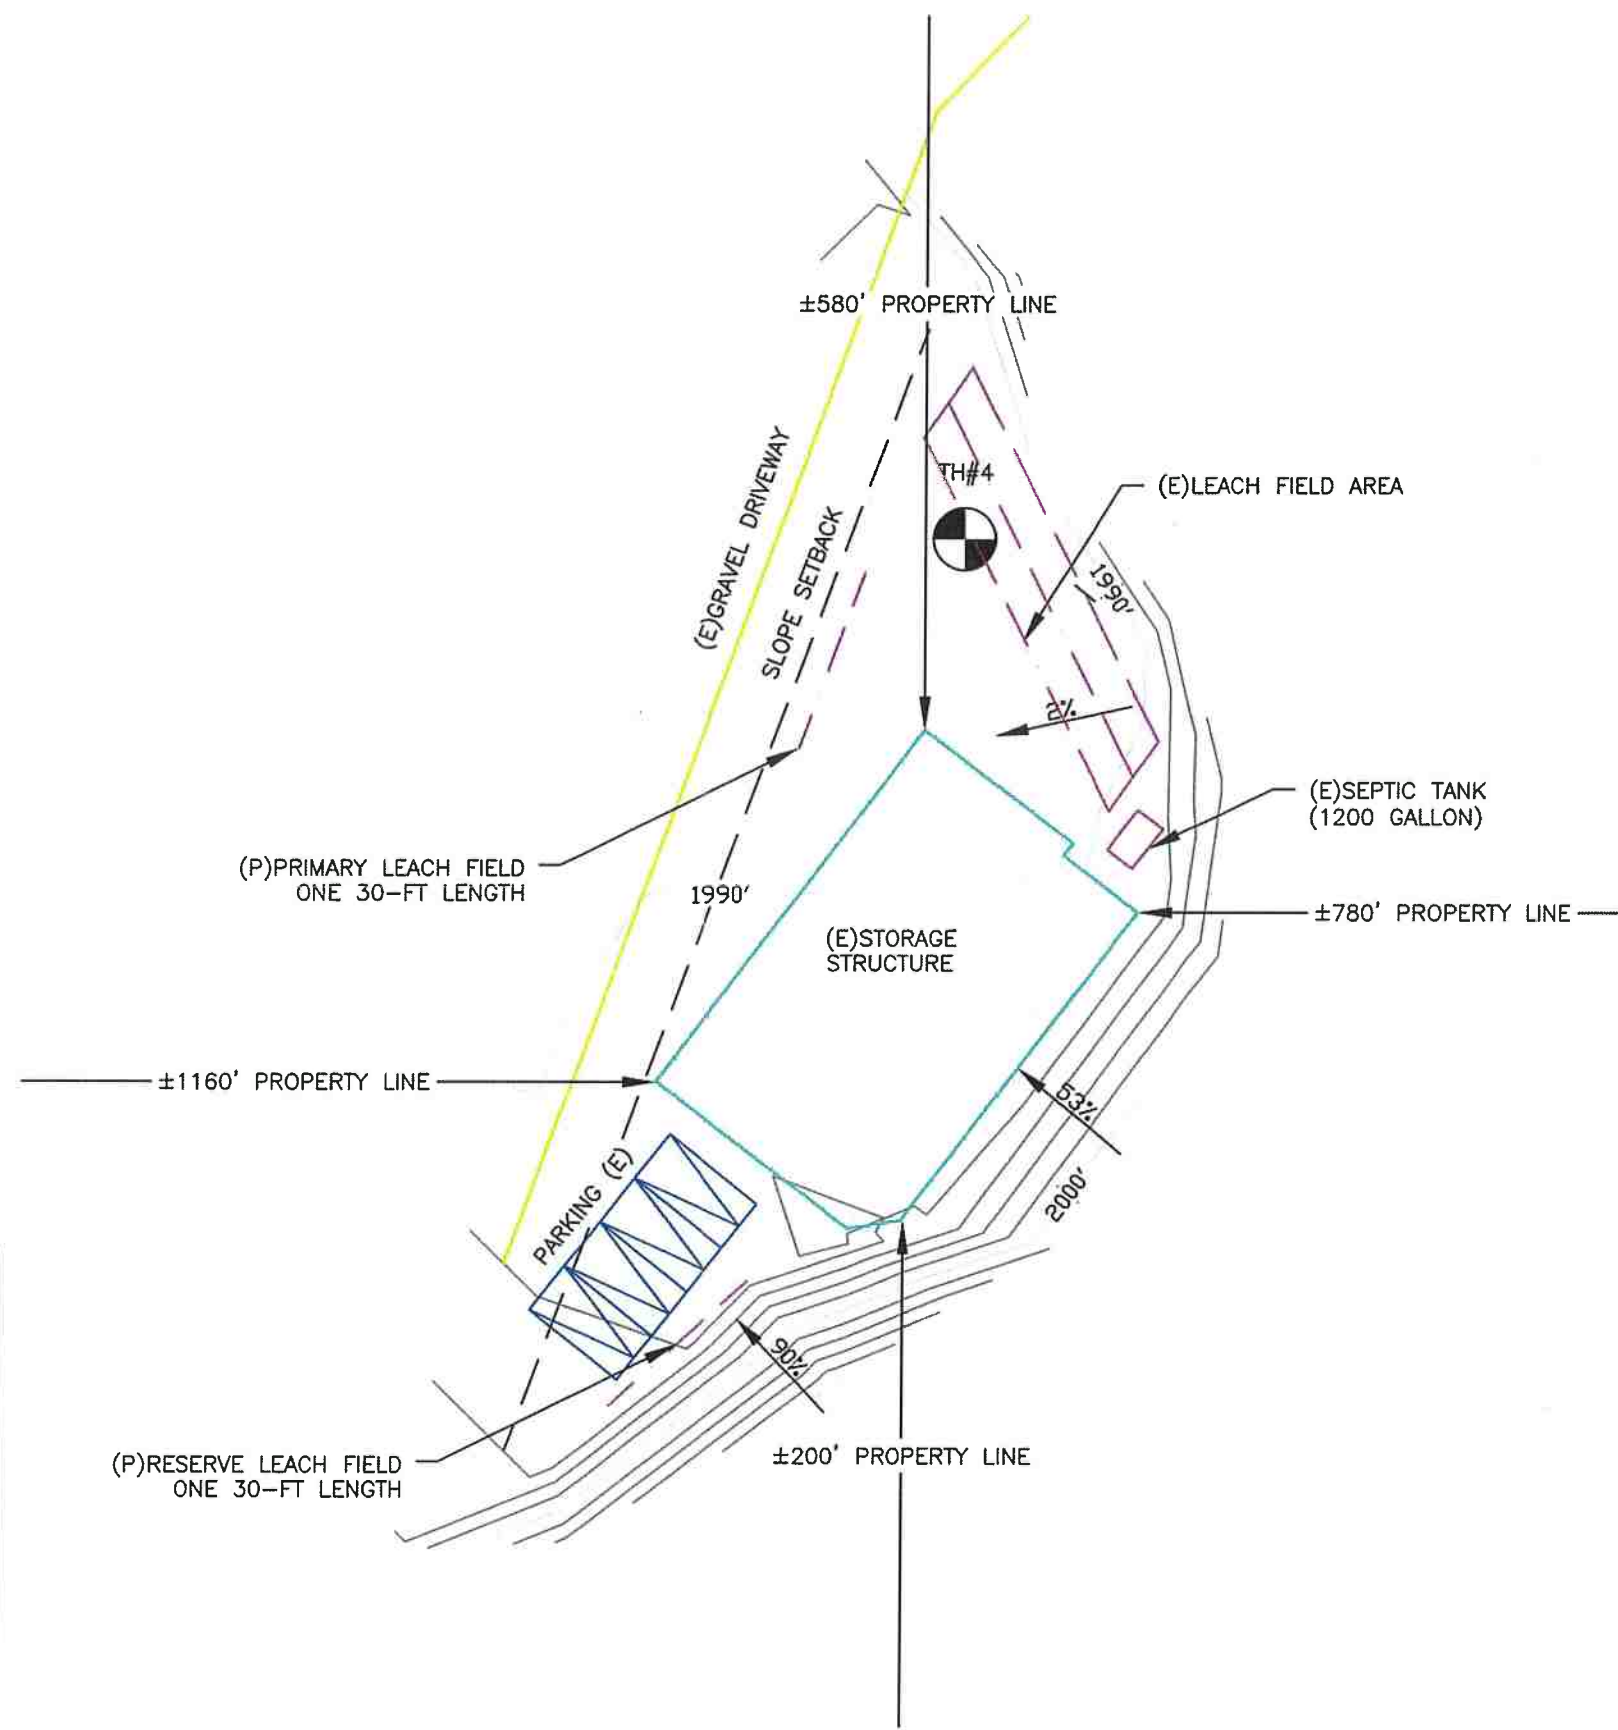 ±580' PROPERTY LINE
(E)GRAVEL DRIVEWAY
SLOPE SETBACK
TH#4
(E)LEACH FIELD AREA
1990'
2%
(E)SEPTIC TANK
(1200 GALLON)
(P)PRIMARY LEACH FIELD
ONE 30-FT LENGTH
1990'
(E)STORAGE
STRUCTURE
±780' PROPERTY LINE
±1160' PROPERTY LINE
53%
PARKING (E)
2000'
90%
±200' PROPERTY LINE
(P)RESERVE LEACH FIELD
ONE 30-FT LENGTH